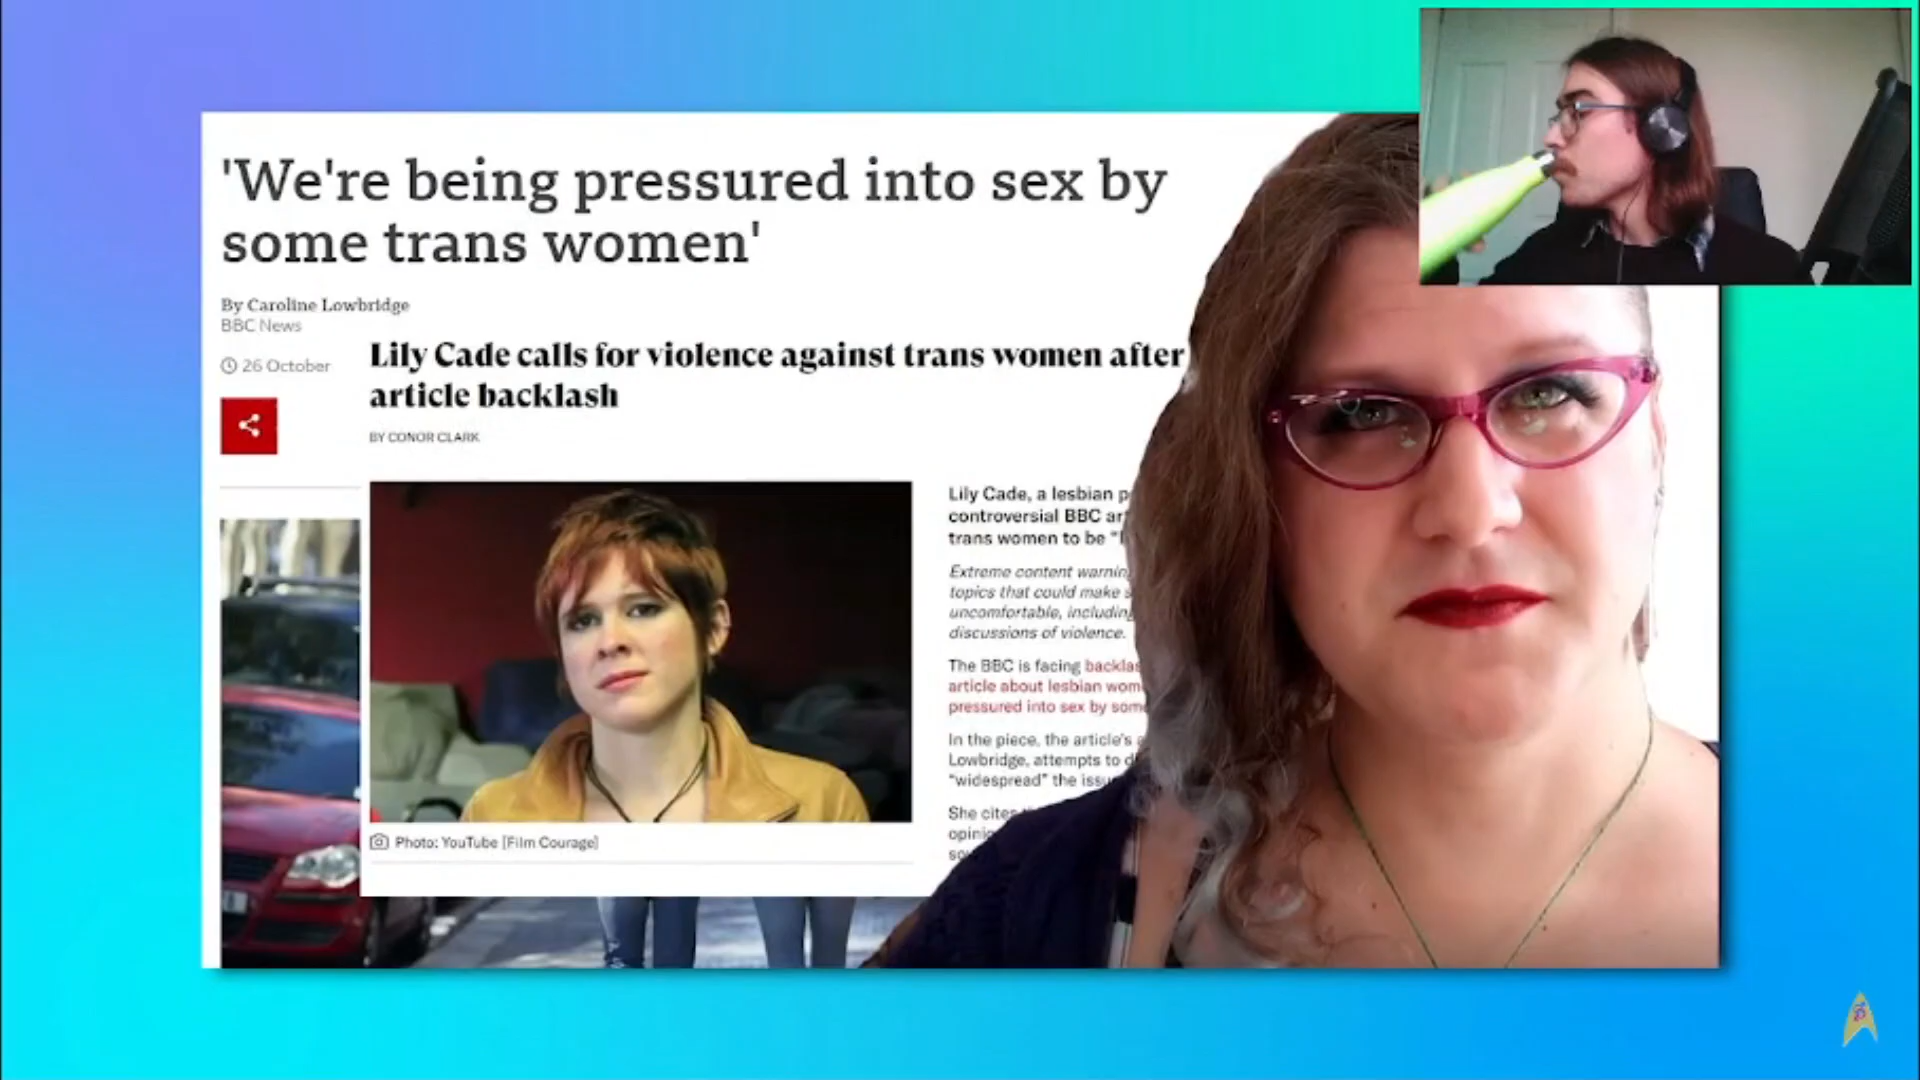 'We're being pressured into sex by
some trans women'
By Caroline Lowbridge
BBC News
26 October
Lily Cade calls for violence against trans women after
article backlash
BY CONOR CLARK
Photo: YouTube [Film Courage]
Lily Cade, a lesbian
controversial BBC
trans women to be
Extreme content
topics that could make
uncomfortable, including
discussions of violence.
The BBC is facing
article about lesbian
pressured into sex by
In the piece, the article's
Lowbridge, attempts to
"widespread" the
She cites